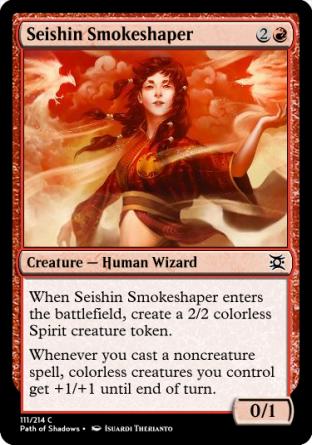 Seishin Smokeshaper 2
Creature — Human Wizard
When Seishin Smokeshaper enters
the battlefield, create a 2/2 colorless
Spirit creature token.
Whenever you cast a noncreature
spell, colorless creatures you control
get +1/+1 until end of turn.
0/1
111/214 C
Path of Shadows • Isuardi Therianto